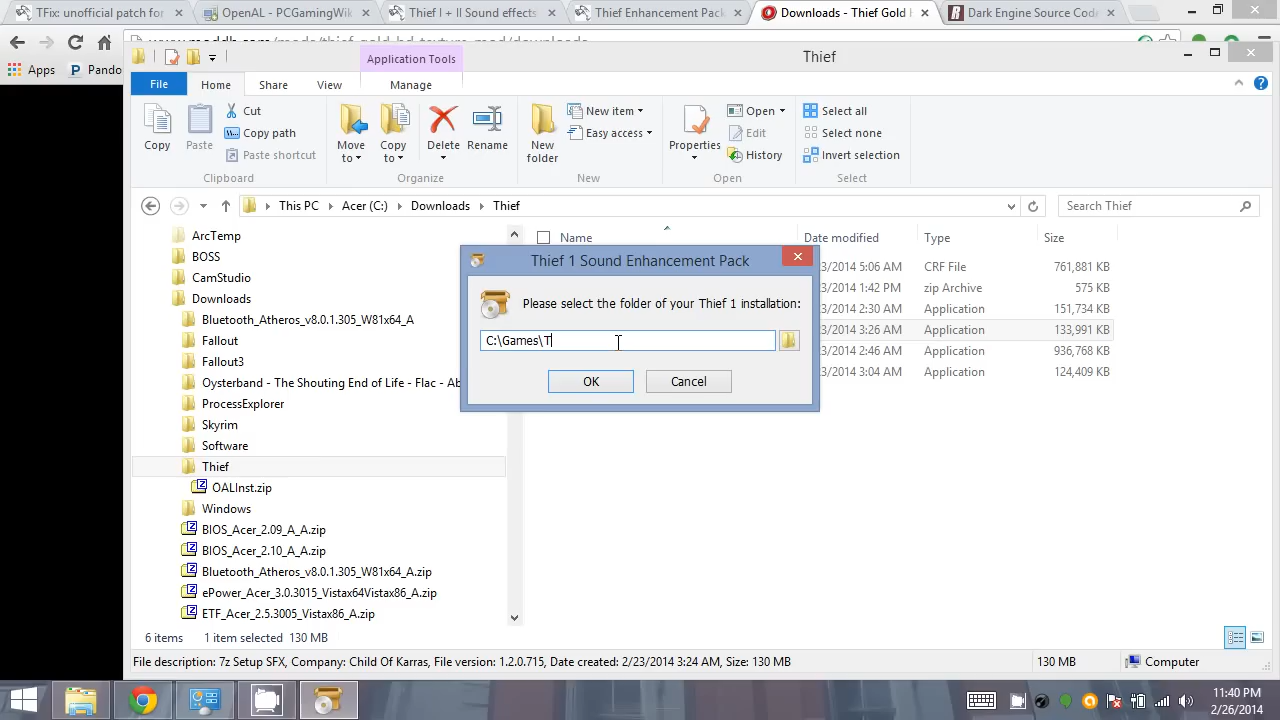 TFix: unofficial patch for
OpenAL - PCGamingWik
Thief I + II Sound effects
Thief Enhancement Pack
Downloads - Thief Gold H
Dark Engine Source Code
Apps
Pando
Thief
Application Tools
File
Home
Share
View
Manage
Copy
Paste
Cut
Copy path
Paste shortcut
Move to
Copy to
Delete
Rename
New folder
New item
Easy access
Properties
Open
Edit
History
Select all
Select none
Invert selection
Clipboard
Organize
New
Open
Select
This PC
Acer (C:)
Downloads
Thief
Search Thief
Name
Date modified
Type
Size
ArcTemp
BOSS
CamStudio
Downloads
Bluetooth_Atheros_v8.0.1.305_W81x64_A
Fallout
Fallout3
Oysterband - The Shouting End of Life - Flac - Ab
ProcessExplorer
Skyrim
Software
Thief
OALInst.zip
Windows
BIOS_Acer_2.09_A_A.zip
BIOS_Acer_2.10_A_A.zip
Bluetooth_Atheros_v8.0.1.305_W81x64_A.zip
ePower_Acer_3.0.3015_Vistax64Vistax86_A.zip
ETF_Acer_2.5.3005_Vistax86_A.zip
3/2014 5:06 AM CRF File 761,881 KB
3/2014 1:42 PM zip Archive 575 KB
3/2014 2:30 AM Application 151,734 KB
3/2014 3:26 AM Application 133,991 KB
3/2014 2:46 AM Application 936,768 KB
3/2014 3:04 AM Application 124,409 KB
Thief 1 Sound Enhancement Pack
Please select the folder of your Thief 1 installation:
C:\Games\T
OK
Cancel
6 items
1 item selected 130 MB
File description: 7z Setup SFX, Company: Child Of Karras, File version: 1.2.0.715, Date created: 2/23/2014 3:24 AM, Size: 130 MB
130 MB
Computer
11:40 PM
2/26/2014